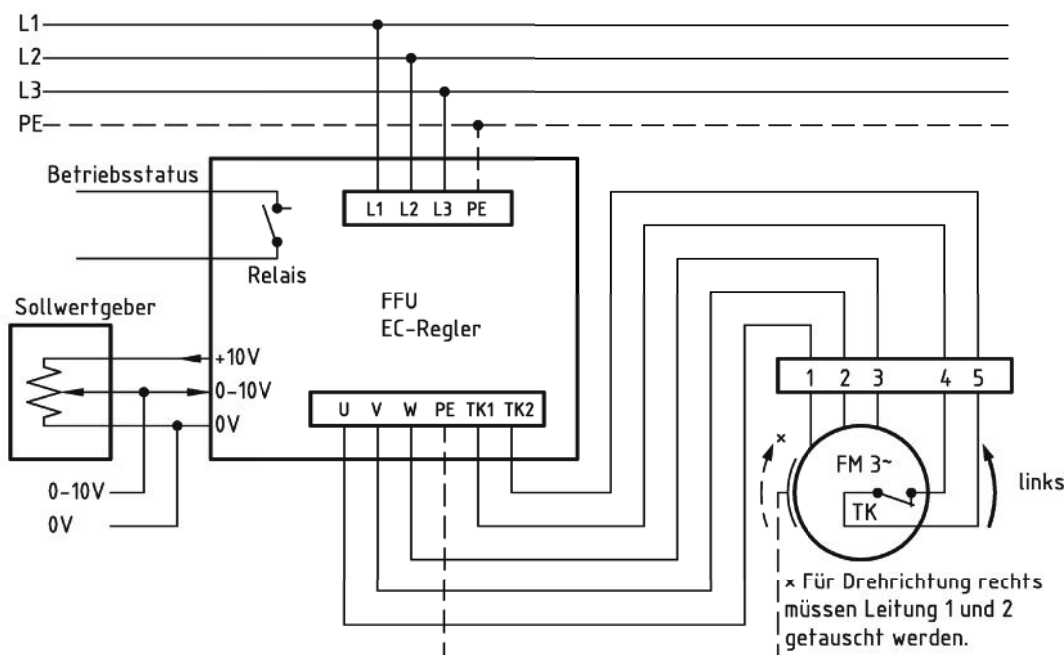 L1
L2
L3
PE
Betriebsstatus
L1 L2 L3 PE
Relais
Sollwertgeber
FFU
EC-Regler
+10V
0-10V
0V
U V W PE TK1 TK2
1 2 3 4 5
×
FM 3~
TK
links
0-10V
0V
× Für Drehrichtung rechts
müssen Leitung 1 und 2
getauscht werden.